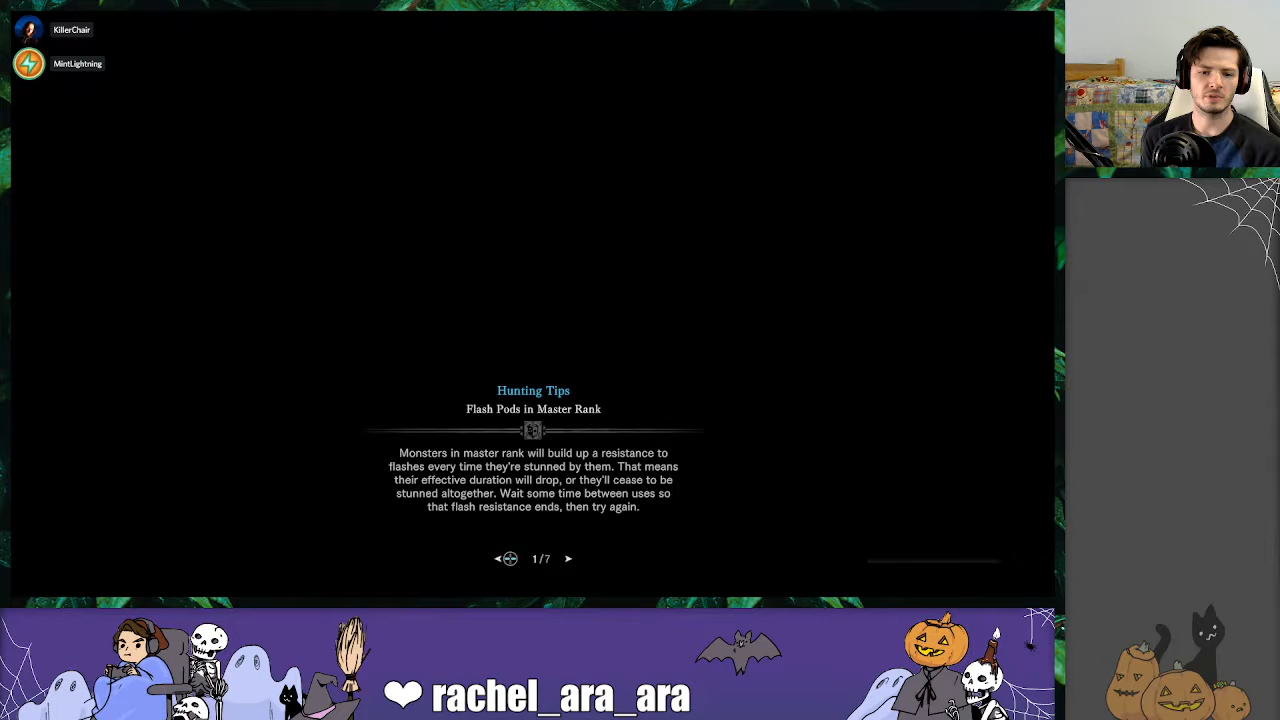 KillerChair
MintLightning
Hunting Tips
Flash Pods in Master Rank
Monsters in master rank will build up a resistance to
flashes every time they're stunned by them. That means
their effective duration will drop, or they'll cease to be
stunned altogether. Wait some time between uses so
that flash resistance ends, then try again.
1/7
rachel_ara_ara